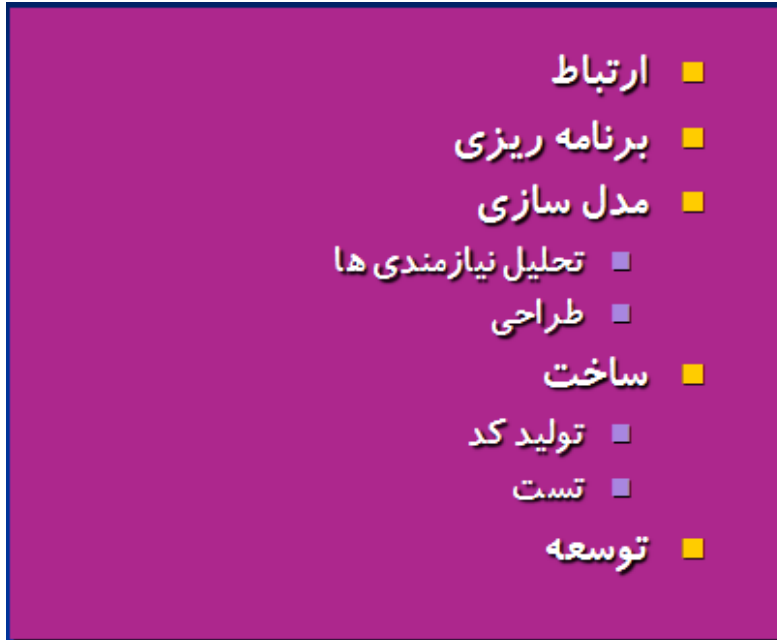 ارتباط
برنامه ریزی
مدل سازی
تحلیل نیازمندی ها
طراحی
ساخت
تولید کد
تست
توسعه